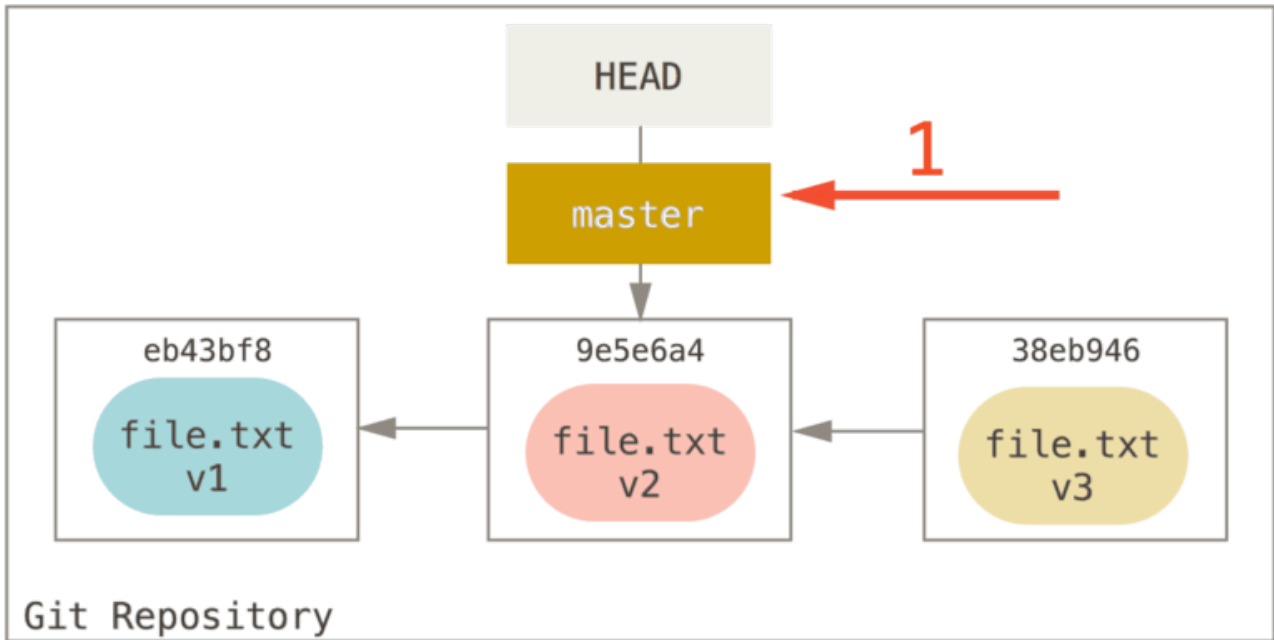 HEAD
1
master
eb43bf8
9e5e6a4
38eb946
file.txt
v1
file.txt
v2
file.txt
v3
Git Repository